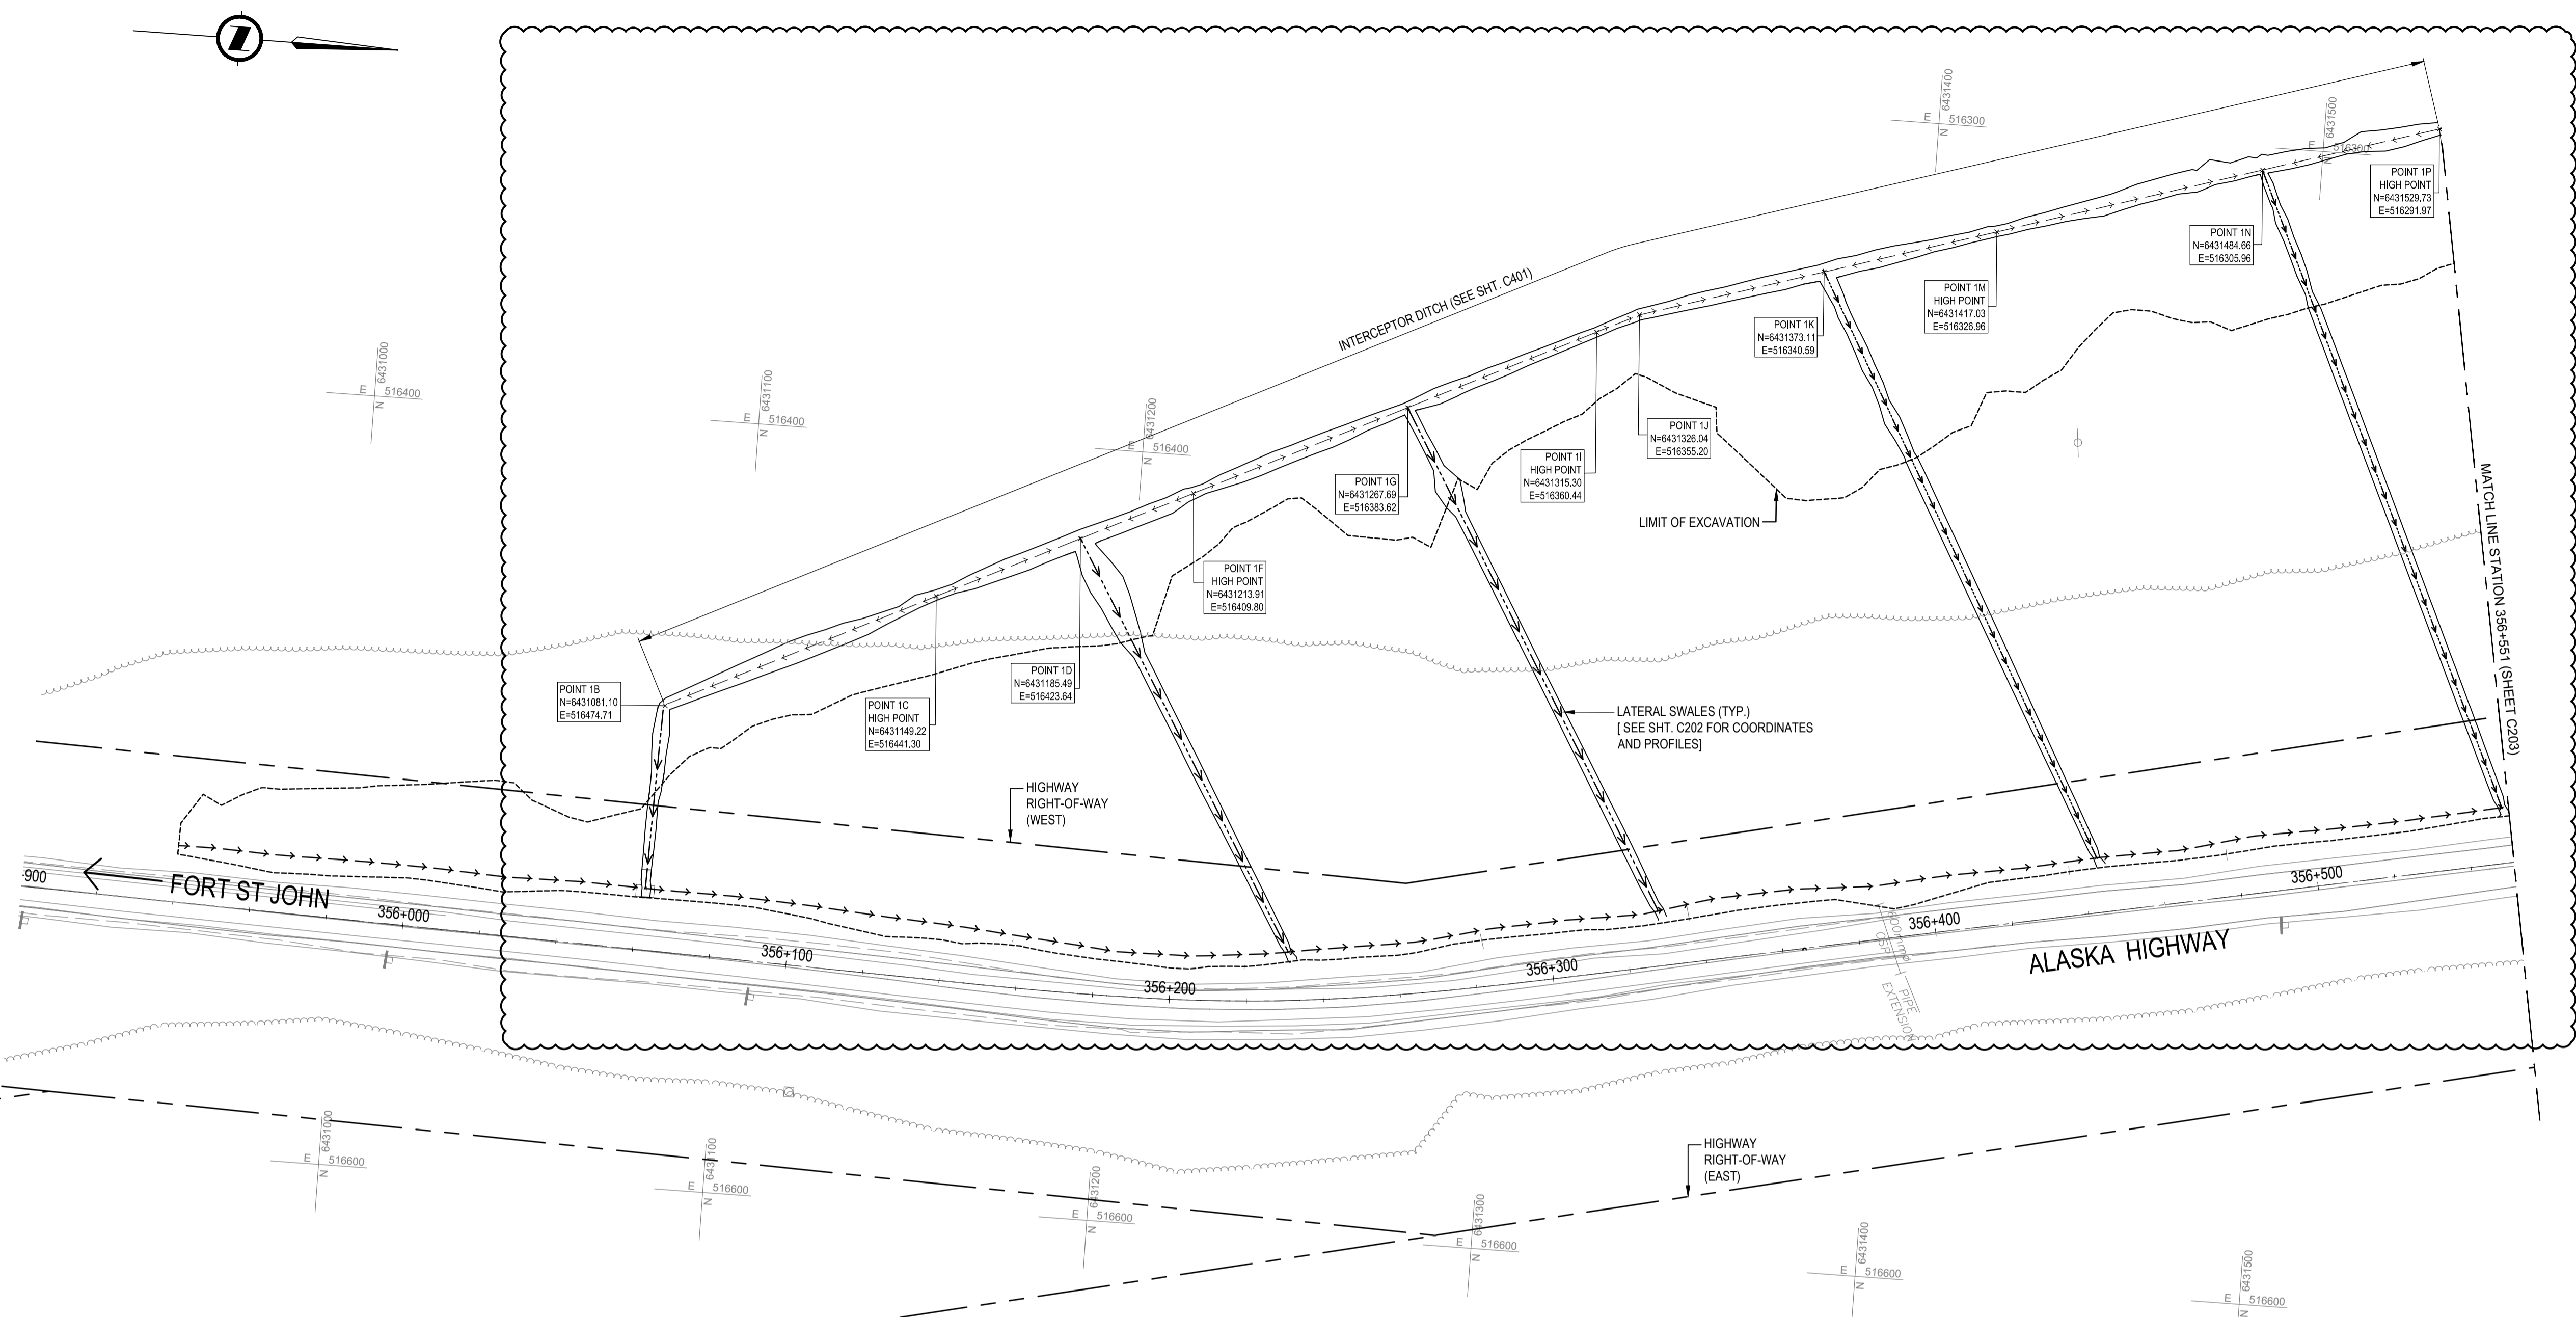 N
E 516300
N 6431400
E 516300
N 6431500
E 516400
N 6431000
E 516400
N 6431100
E 516400
N 6431200
INTERCEPTOR DITCH (SEE SHT. C401)
POINT 1P
HIGH POINT
N=6431529.73
E=516291.97
POINT 1N
N=6431484.66
E=516305.96
POINT 1M
HIGH POINT
N=6431417.03
E=516326.96
POINT 1K
N=6431373.11
E=516340.59
POINT 1J
N=6431326.04
E=516355.20
POINT 1I
HIGH POINT
N=6431315.30
E=516360.44
POINT 1G
N=6431267.69
E=516383.62
LIMIT OF EXCAVATION
POINT 1F
HIGH POINT
N=6431213.91
E=516409.80
POINT 1D
N=6431185.49
E=516423.64
POINT 1B
N=6431081.10
E=516474.71
POINT 1C
HIGH POINT
N=6431149.22
E=516441.30
LATERAL SWALES (TYP.)
[ SEE SHT. C202 FOR COORDINATES
AND PROFILES]
MATCH LINE STATION 356+551 (SHEET C203)
HIGHWAY
RIGHT-OF-WAY
(WEST)
900
FORT ST JOHN
356+000
356+100
356+200
356+300
356+400
356+500
600mmø
CSP
PIPE
EXTENSION
ALASKA HIGHWAY
HIGHWAY
RIGHT-OF-WAY
(EAST)
E 516600
N 6431000
E 516600
N 6431100
E 516600
N 6431200
E 516600
N 6431300
E 516600
N 6431400
E 516600
N 6431500